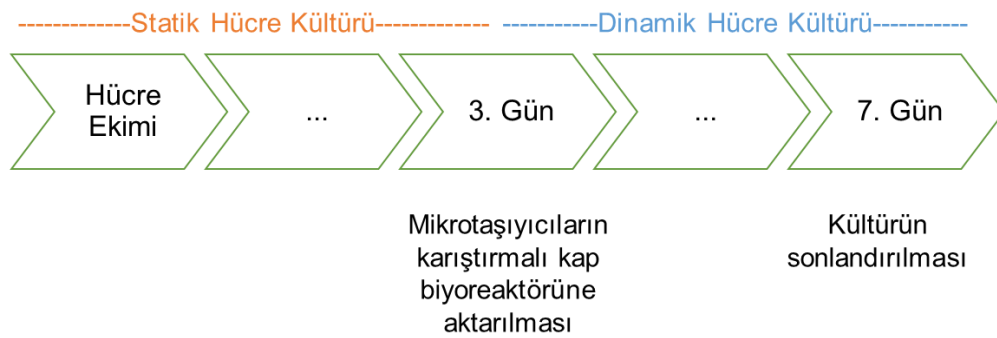 ------------Statik Hücre Kültürü------------ ----------Dinamik Hücre Kültürü----------
Hücre
Ekimi
...
3. Gün
...
7. Gün
Mikrotaşıyıcıların
karıştırmalı kap
biyoreaktörüne
aktarılması
Kültürün
sonlandırılması